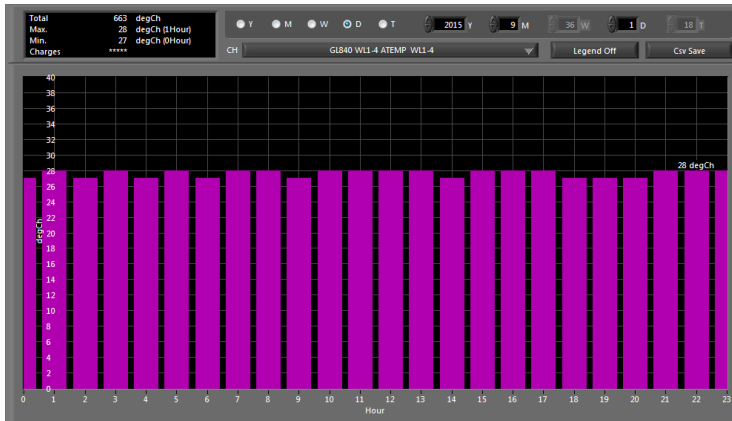 Total 663 degCh
Max. 28 degCh (1Hour)
Min. 27 degCh (0Hour)
Charges *****
Y M W D T 2015 Y 9 M 36 W 1 D 18 T
CH GL840 WL1-4 ATEMP WL1-4 Legend Off Csv Save
40
38
36
34
32
30
28 degCh
28
26
24
22
20
18
16
14
12
10
8
6
4
2
0
degCh
0 1 2 3 4 5 6 7 8 9 10 11 12 13 14 15 16 17 18 19 20 21 22 23
Hour